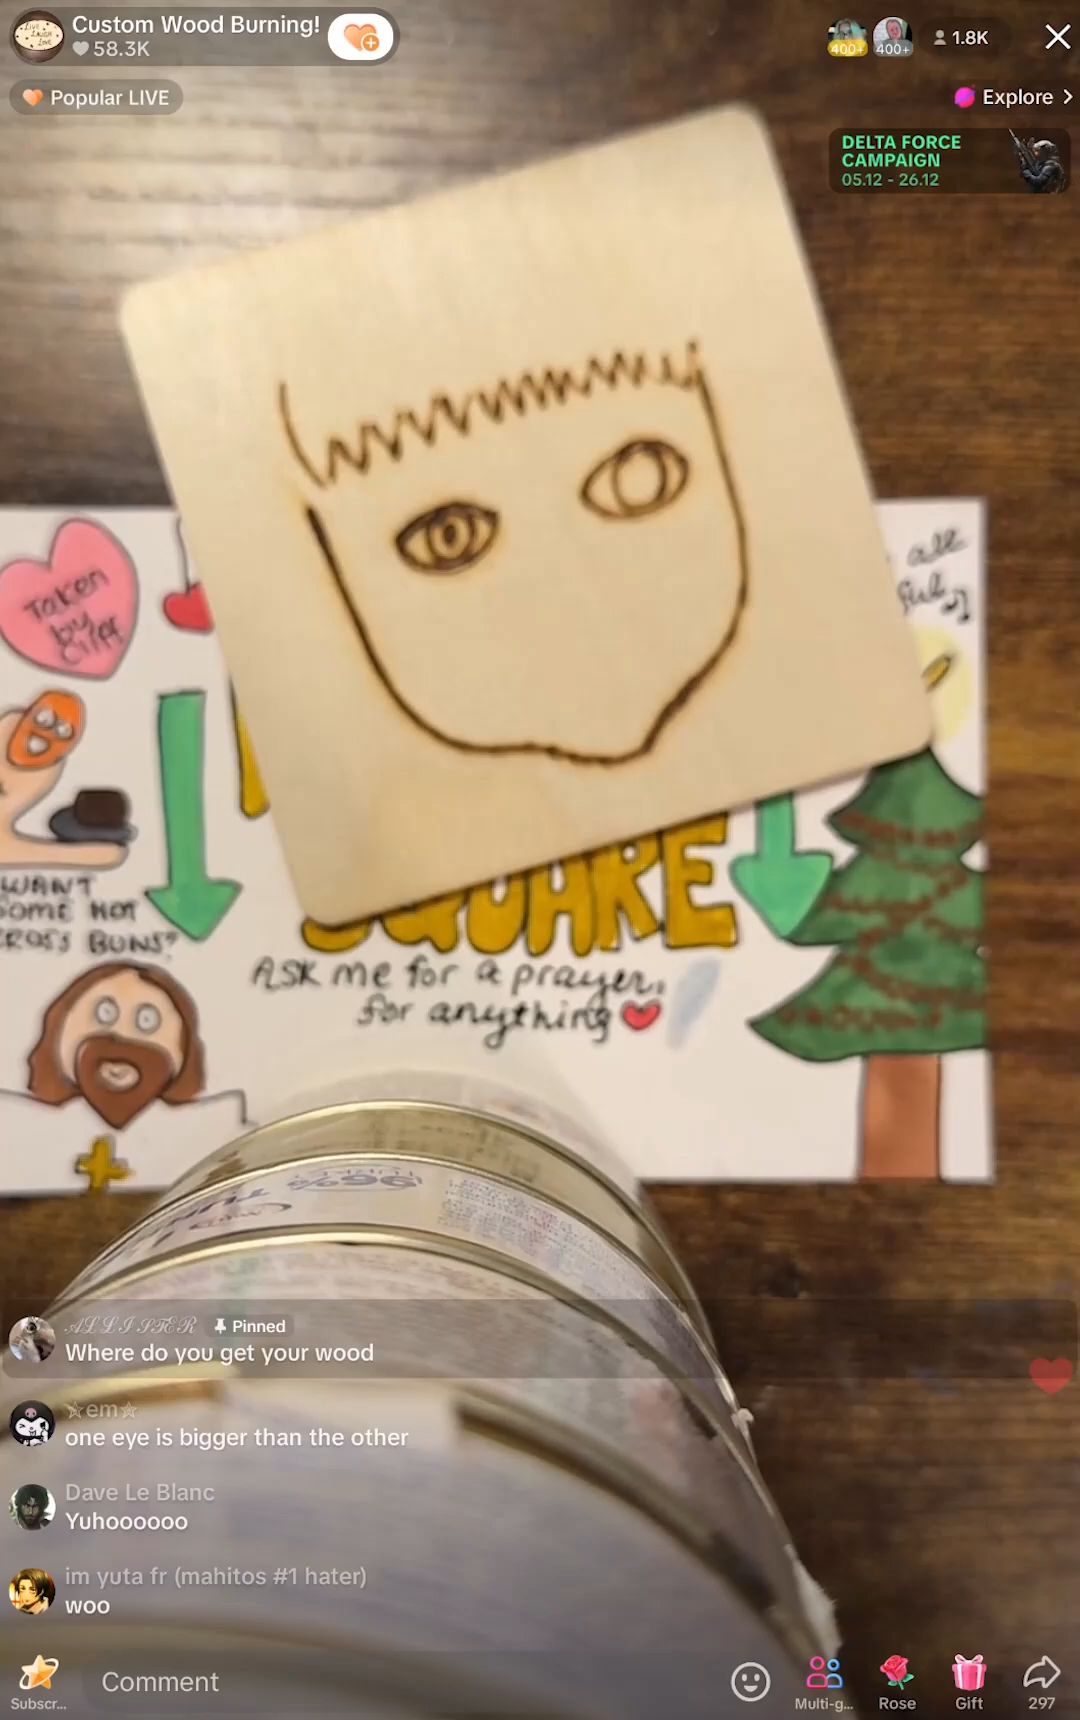 Custom Wood Burning!
58.3K
400+
400+
1.8K
Popular LIVE
Explore >
DELTA FORCE
CAMPAIGN
05.12 - 26.12
Taken
by
all
WANT
SOME HOT
CROSS BUNS?
SQUARE
Ask me for a prayer,
for anything
96%
ALLISTER
Pinned
Where do you get your wood
☆em☆
one eye is bigger than the other
Dave Le Blanc
Yuhoooooo
im yuta fr (mahitos #1 hater)
woo
Subscr...
Comment
Multi-g...
Rose
Gift
297